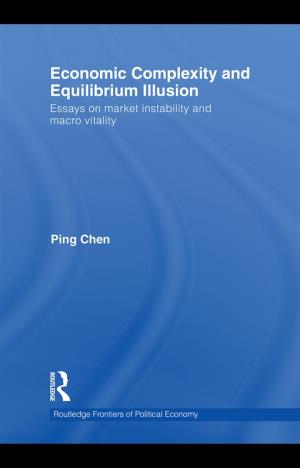 Economic Complexity and
Equilibrium Illusion
Essays on market instability and
macro vitality
Ping Chen
ROUTLEDGE
Routledge Frontiers of Political Economy